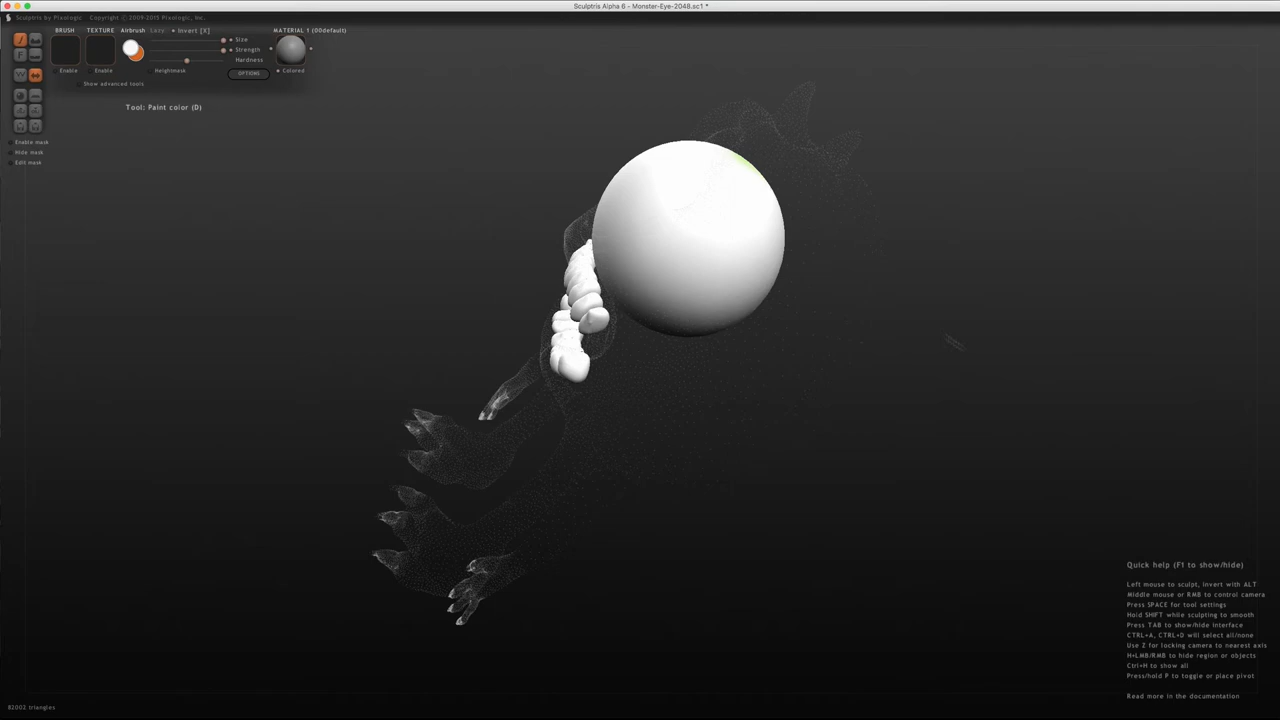 Sculptris Alpha 6 - Monster-Eye-2048.sc1 *
Sculptris by Pixologic Copyright © 2009-2015 Pixologic, Inc.
BRUSH TEXTURE Airbrush Lazy Invert [X] MATERIAL 1 (00default)
Size
Strength
Hardness
Enable Enable Heightmask OPTIONS Colored
Show advanced tools
Tool: Paint color (D)
Enable mask
Hide mask
Edit mask
Quick help (F1 to show/hide)
Left mouse to sculpt, invert with ALT
Middle mouse or RMB to control camera
Press SPACE for tool settings
Hold SHIFT while sculpting to smooth
Press TAB to show/hide interface
CTRL+A, CTRL+D will select all/none
Use Z for locking camera to nearest axis
H+LMB/RMB to hide region or objects
Ctrl+H to show all
Press/hold P to toggle or place pivot
Read more in the documentation
82002 triangles